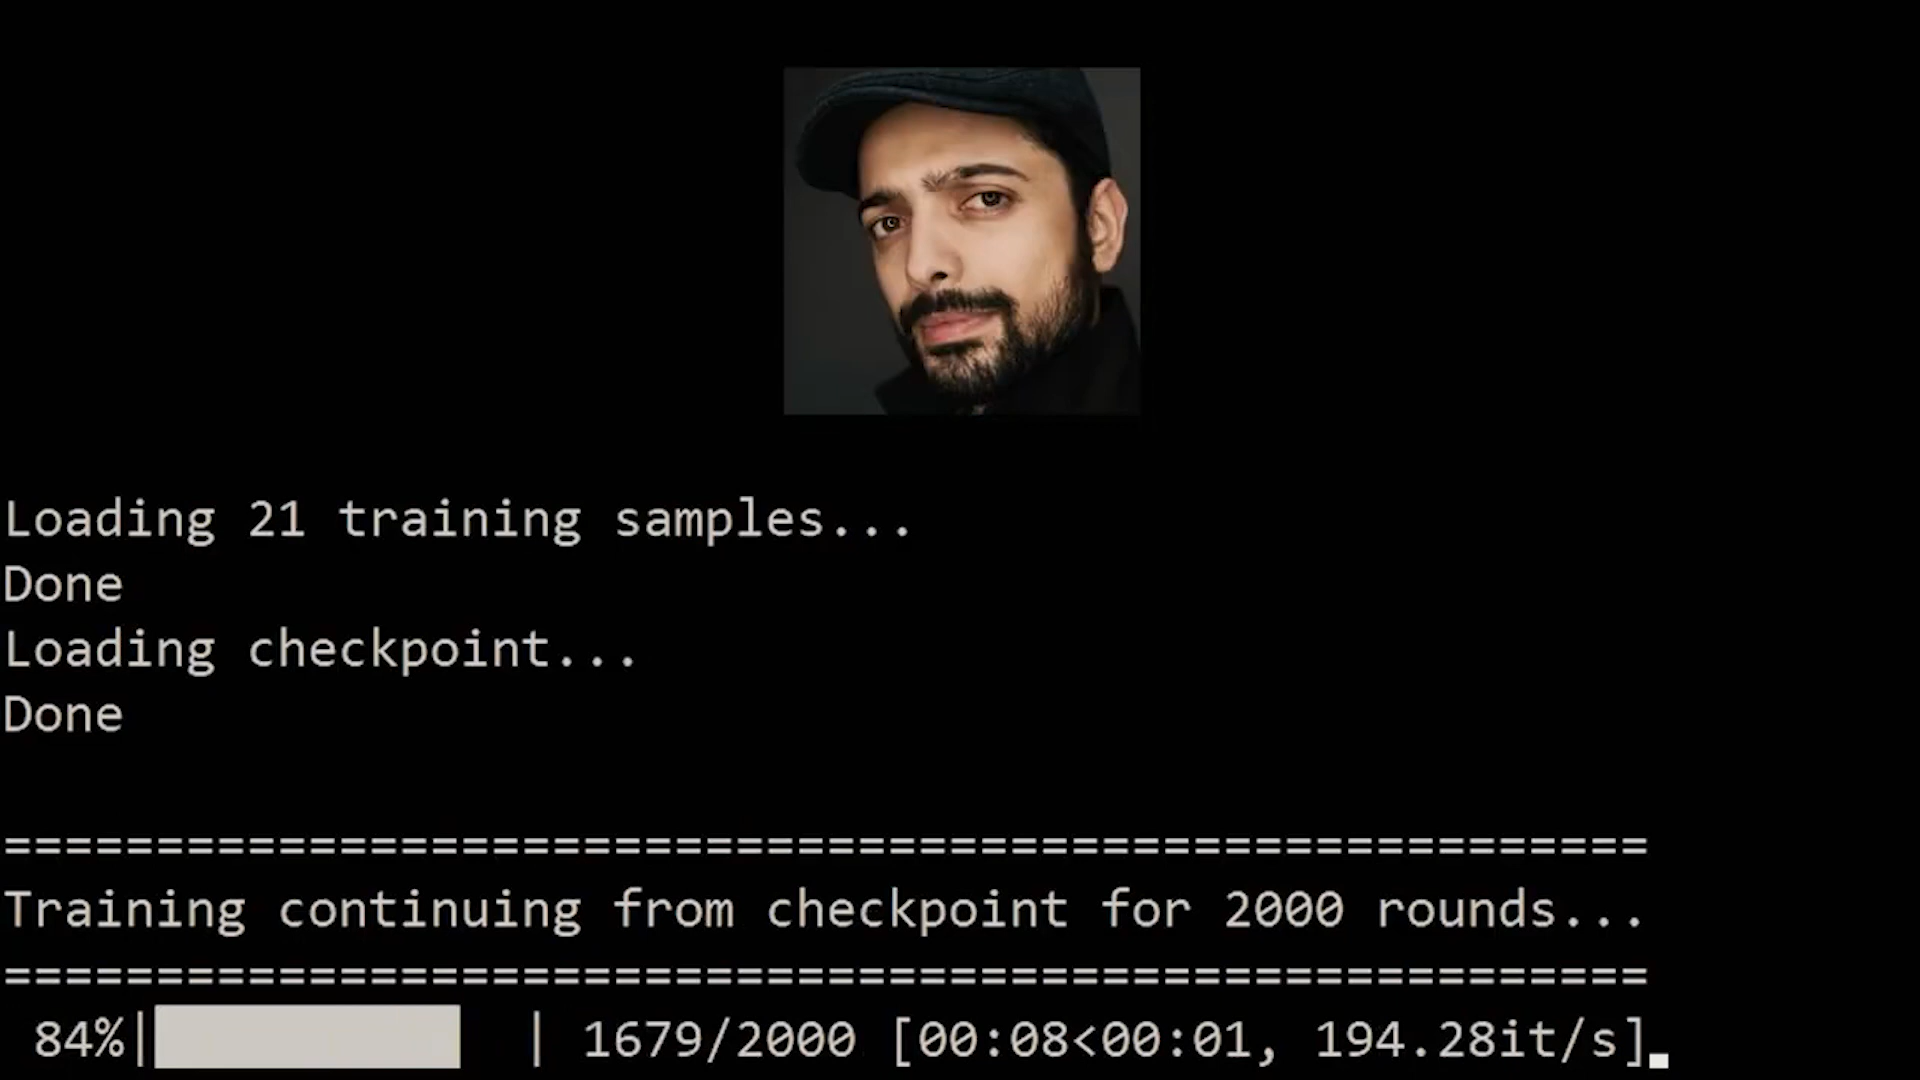 Loading 21 training samples...
Done
Loading checkpoint...
Done
======================================================
Training continuing from checkpoint for 2000 rounds...
======================================================
84%|          | 1679/2000 [00:08<00:01, 194.28it/s]